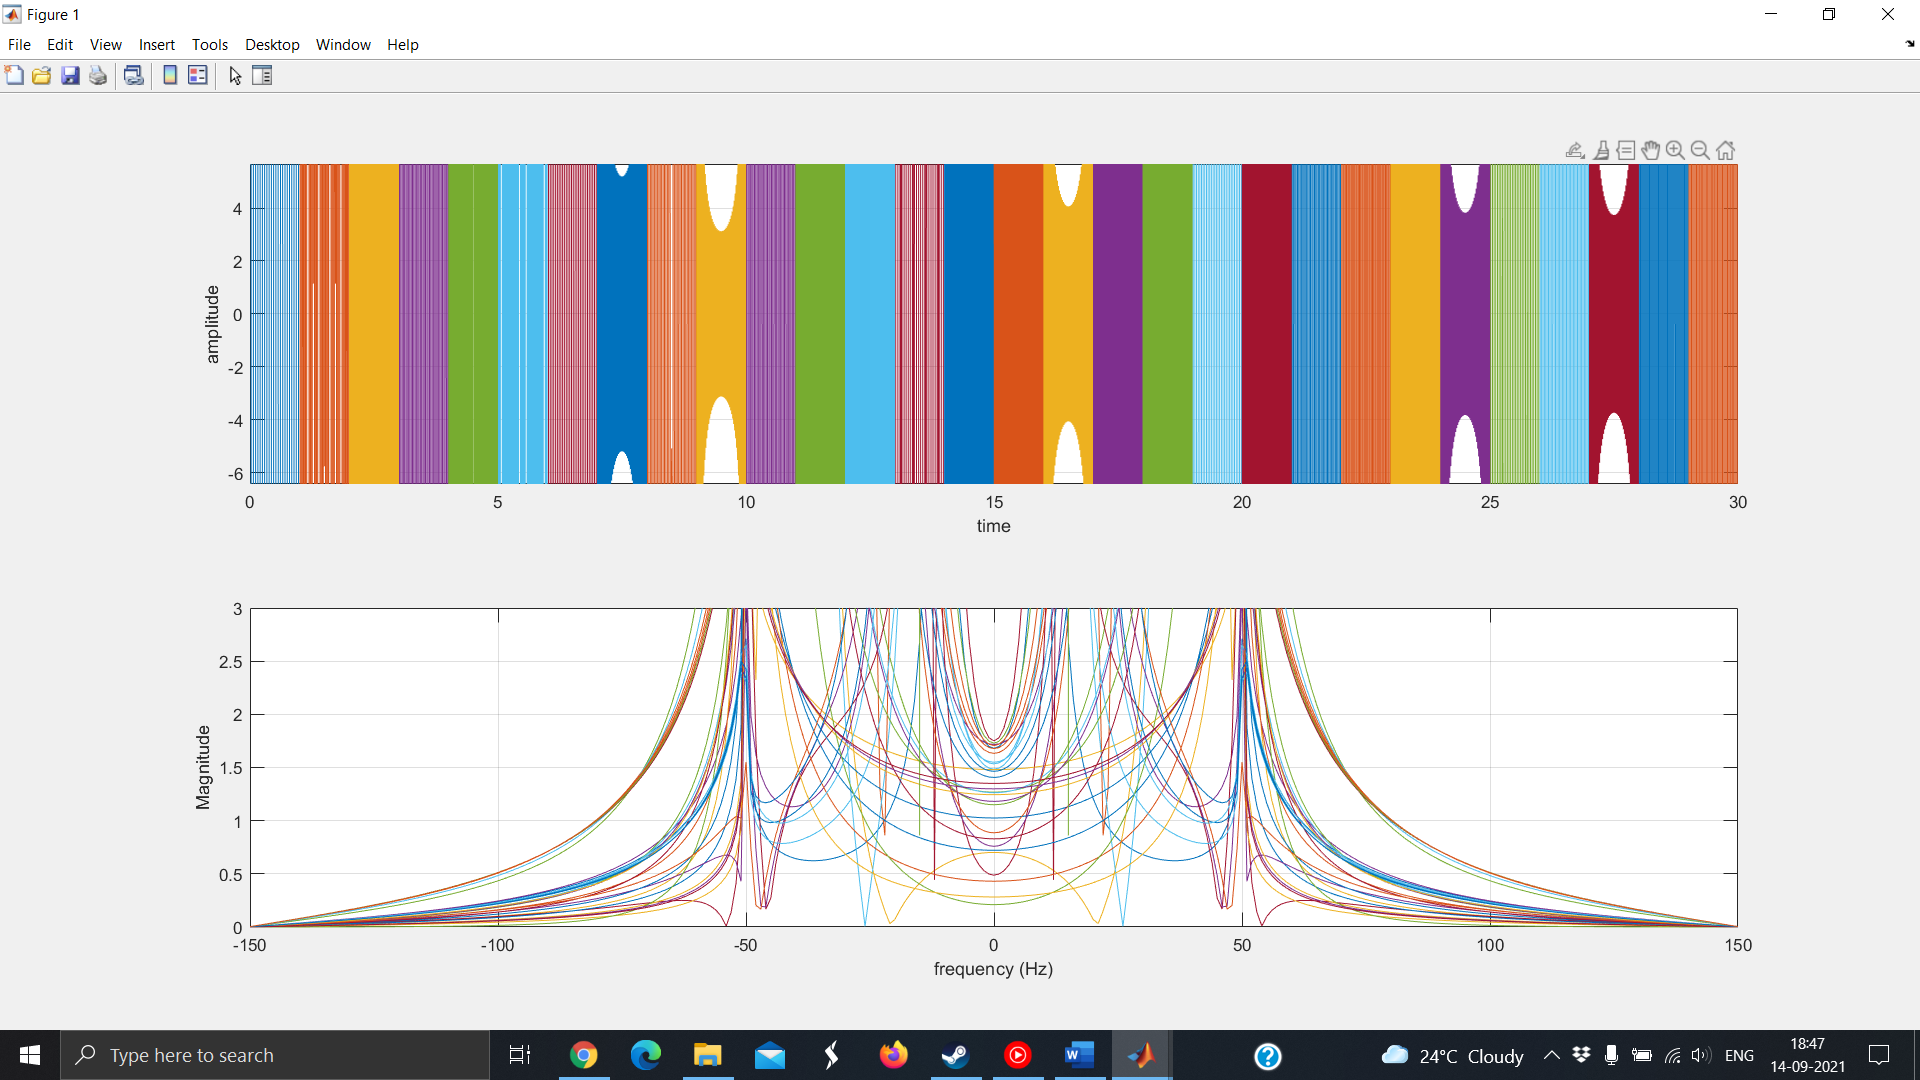 Figure 1
File Edit View Insert Tools Desktop Window Help
4
2
0
-2
-4
-6
amplitude
0 5 10 15 20 25 30
time
3
2.5
2
1.5
1
0.5
0
Magnitude
-150 -100 -50 0 50 100 150
frequency (Hz)
Type here to search
24°C Cloudy
ENG
18:47
14-09-2021